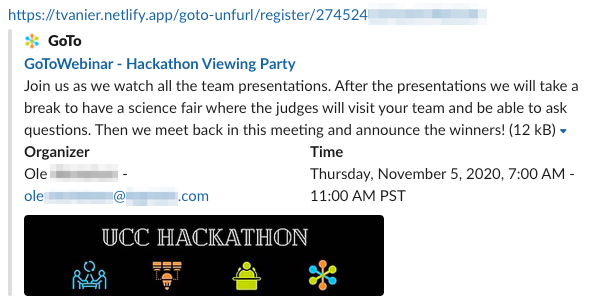 https://tvanier.netlify.app/goto-unfurl/register/274524
GoTo
GoToWebinar - Hackathon Viewing Party
Join us as we watch all the team presentations. After the presentations we will take a
break to have a science fair where the judges will visit your team and be able to ask
questions. Then we meet back in this meeting and announce the winners! (12 kB)
Organizer
Ole -
ole @ .com
Time
Thursday, November 5, 2020, 7:00 AM -
11:00 AM PST
UCC HACKATHON